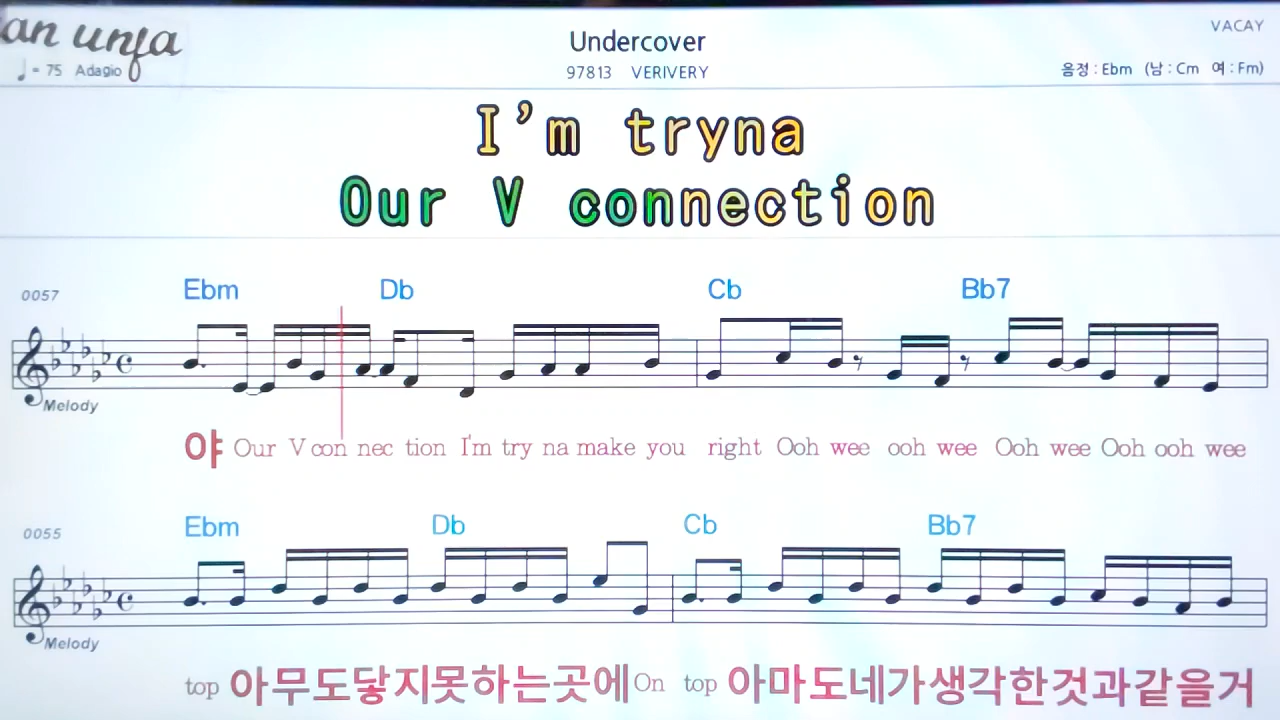 an unfa
♩= 75 Adagio
Undercover
97813 VERIVERY
VACAY
음정 : Ebm (남 : Cm 여 : Fm)
I'm tryna
Our V connection
0057
Ebm Db Cb Bb7
Melody
야 Our V con nec tion I'm try na make you right Ooh wee ooh wee Ooh wee Ooh ooh wee
0055
Ebm Db Cb Bb7
Melody
top 아무도닿지못하는곳에 On top 아마도네가생각한것과같을거